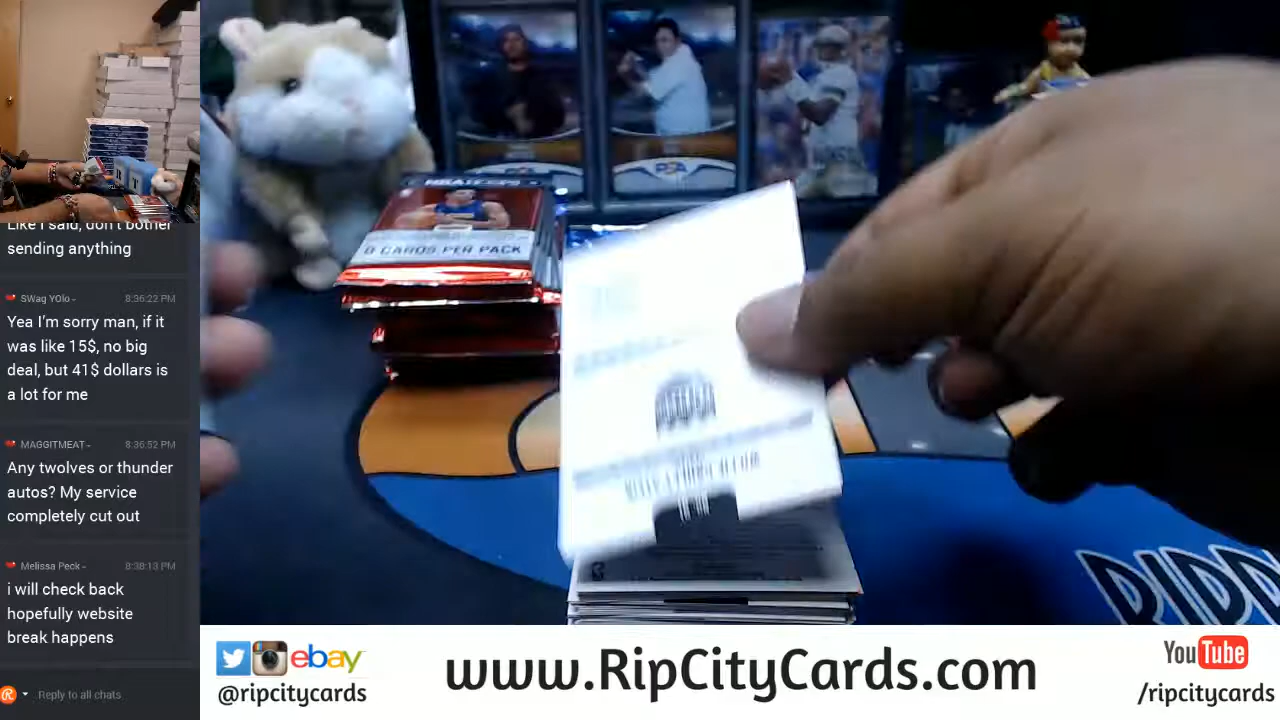 Like I said, don't bother
sending anything
SWag YOlo-
8:36:22 PM
Yea I'm sorry man, if it
was like 15$, no big
deal, but 41$ dollars is
a lot for me
MAGGITMEAT-
8:36:52 PM
Any twolves or thunder
autos? My service
completely cut out
Melissa Peck-
8:38:13 PM
i will check back
hopefully website
break happens
Reply to all chats
8 CARDS PER PACK
PSA
RIPP
ebay
@ripcitycards
www.RipCityCards.com
YouTube
/ripcitycards